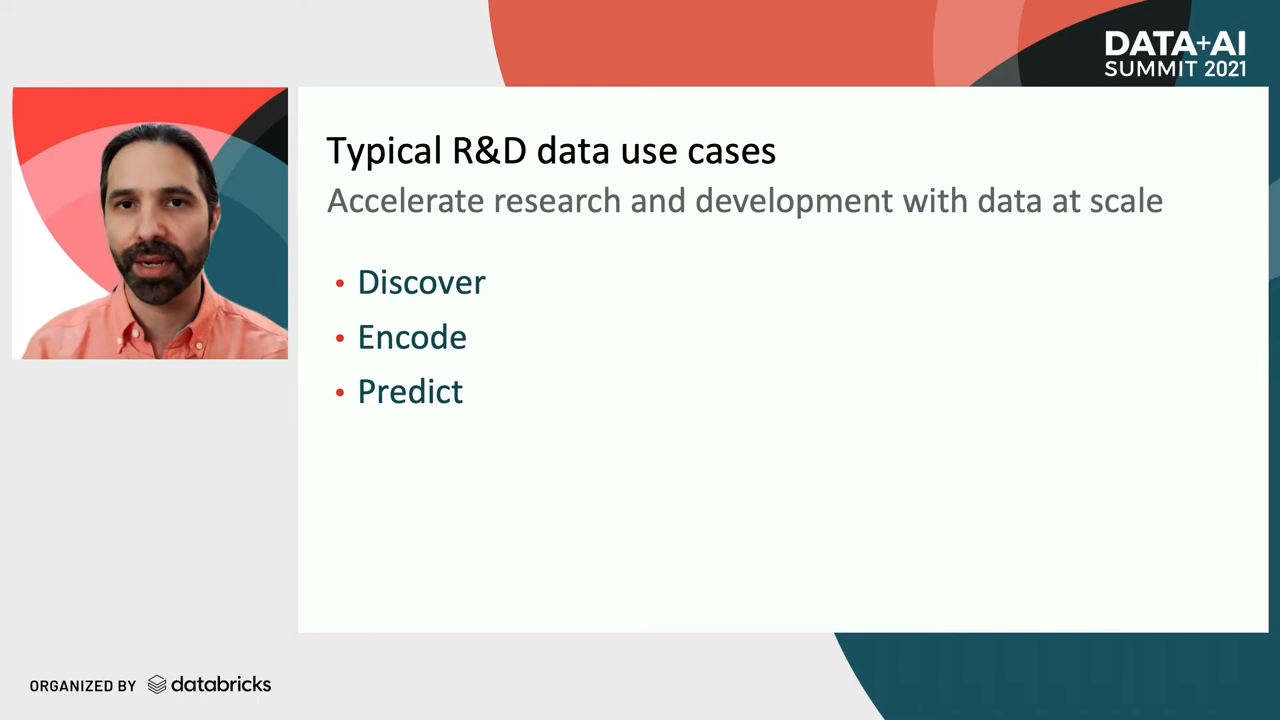 DATA+AI
SUMMIT 2021
Typical R&D data use cases
Accelerate research and development with data at scale
• Discover
• Encode
• Predict
ORGANIZED BY databricks